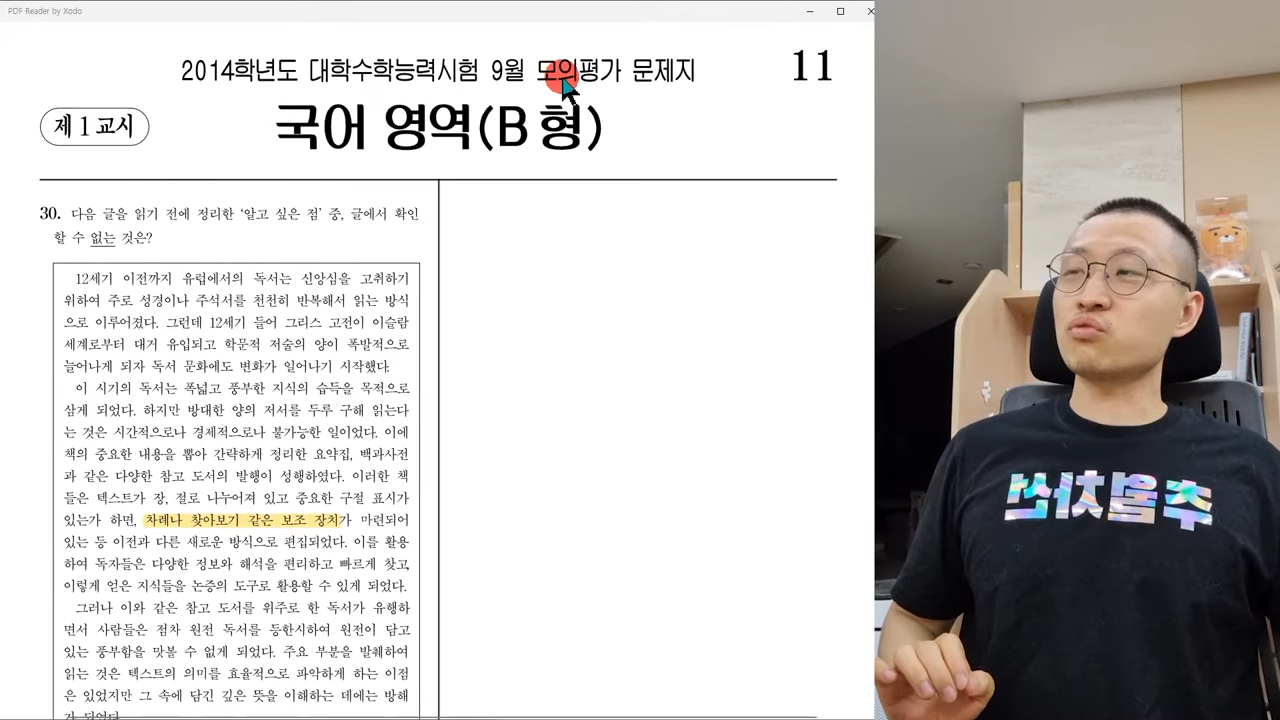 PDF Reader by Xodo
2014학년도 대학수학능력시험 9월 모의평가 문제지
11
제 1 교시
국어 영역(B 형)
30. 다음 글을 읽기 전에 정리한 ‘알고 싶은 점’ 중, 글에서 확인
할 수 없는 것은?
12세기 이전까지 유럽에서의 독서는 신앙심을 고취하기
위하여 주로 성경이나 주석서를 천천히 반복해서 읽는 방식
으로 이루어졌다. 그런데 12세기 들어 그리스 고전이 이슬람
세계로부터 대거 유입되고 학문적 저술의 양이 폭발적으로
늘어나게 되자 독서 문화에도 변화가 일어나기 시작했다.
이 시기의 독서는 폭넓고 풍부한 지식의 습득을 목적으로
삼게 되었다. 하지만 방대한 양의 저서를 두루 구해 읽는다
는 것은 시간적으로나 경제적으로나 불가능한 일이었다. 이에
책의 중요한 내용을 뽑아 간략하게 정리한 요약집, 백과사전
과 같은 다양한 참고 도서의 발행이 성행하였다. 이러한 책
들은 텍스트가 장, 절로 나누어져 있고 중요한 구절 표시가
있는가 하면, 차례나 찾아보기 같은 보조 장치가 마련되어
있는 등 이전과 다른 새로운 방식으로 편집되었다. 이를 활용
하여 독자들은 다양한 정보와 해석을 편리하고 빠르게 찾고,
이렇게 얻은 지식들을 논증의 도구로 활용할 수 있게 되었다.
그러나 이와 같은 참고 도서를 위주로 한 독서가 유행하
면서 사람들은 점차 원전 독서를 등한시하여 원전이 담고
있는 풍부함을 맛볼 수 없게 되었다. 주요 부분을 발췌하여
읽는 것은 텍스트의 의미를 효율적으로 파악하게 하는 이점
은 있었지만 그 속에 담긴 깊은 뜻을 이해하는 데에는 방해
가 되었다.
추월차선